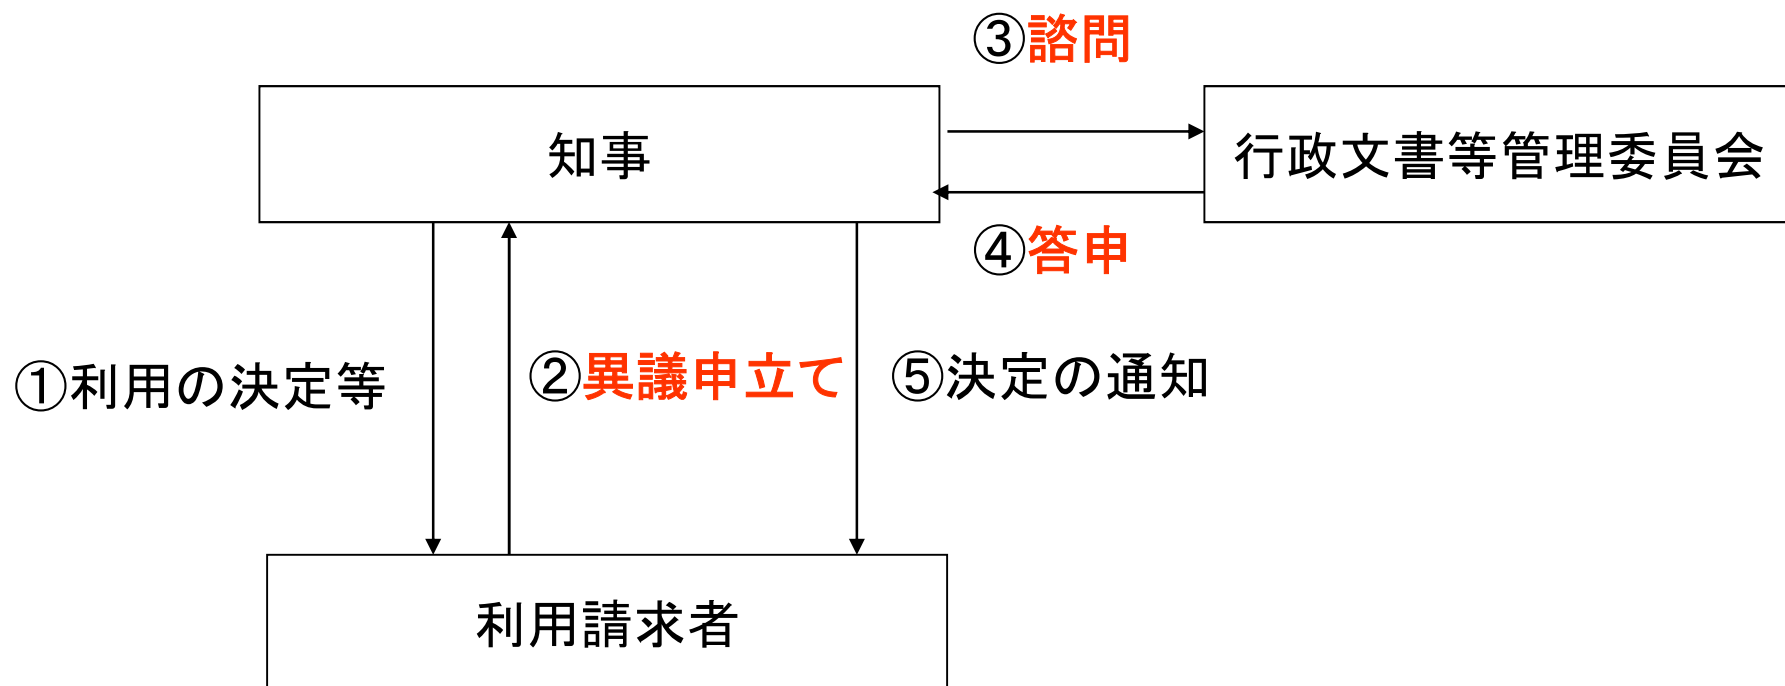 ③諮問
知事
行政文書等管理委員会
④答申
①利用の決定等
②異議申立て
⑤決定の通知
利用請求者